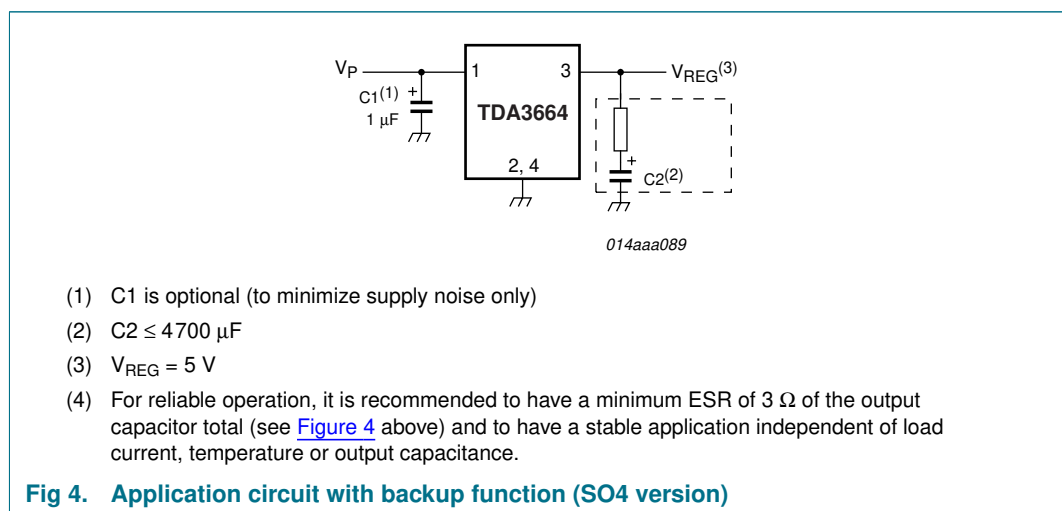 V_P 1 3 V_REG(3)
C1(1) +
1 μF
TDA3664
2, 4
+
C2(2)
014aaa089
(1) C1 is optional (to minimize supply noise only)
(2) C2 ≤ 4700 μF
(3) V_REG = 5 V
(4) For reliable operation, it is recommended to have a minimum ESR of 3 Ω of the output
capacitor total (see Figure 4 above) and to have a stable application independent of load
current, temperature or output capacitance.
Fig 4. Application circuit with backup function (SO4 version)